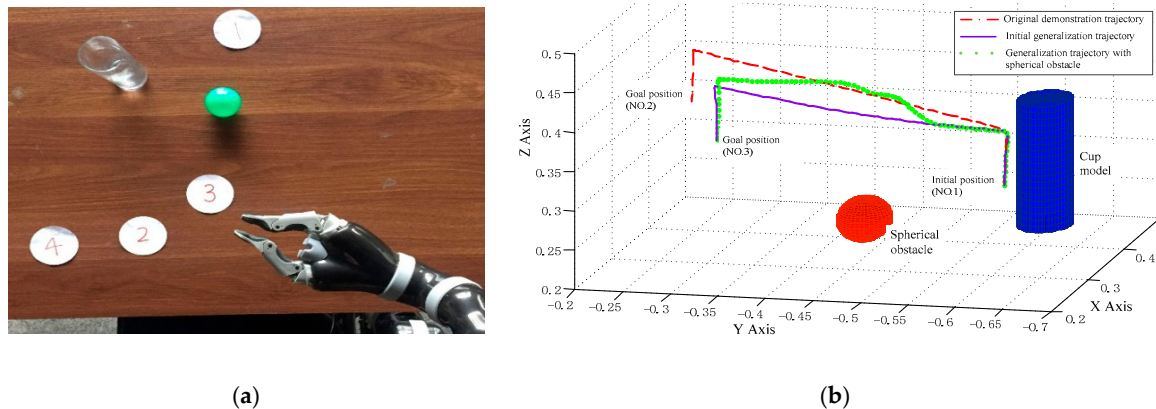 1
3
2
4
(a)
Original demonstration trajectory
Initial generalization trajectory
Generalization trajectory with
spherical obstacle
0.5
0.45
0.4
0.35
0.3
0.25
0.2
Z Axis
Goal position
(NO.2)
Goal position
(NO.3)
Initial position
(NO.1)
Cup
model
Spherical
obstacle
-0.2
-0.25
-0.3
-0.35
-0.4
-0.45
-0.5
-0.55
-0.6
-0.65
-0.7
Y Axis
0.2
0.3
0.4
X Axis
(b)